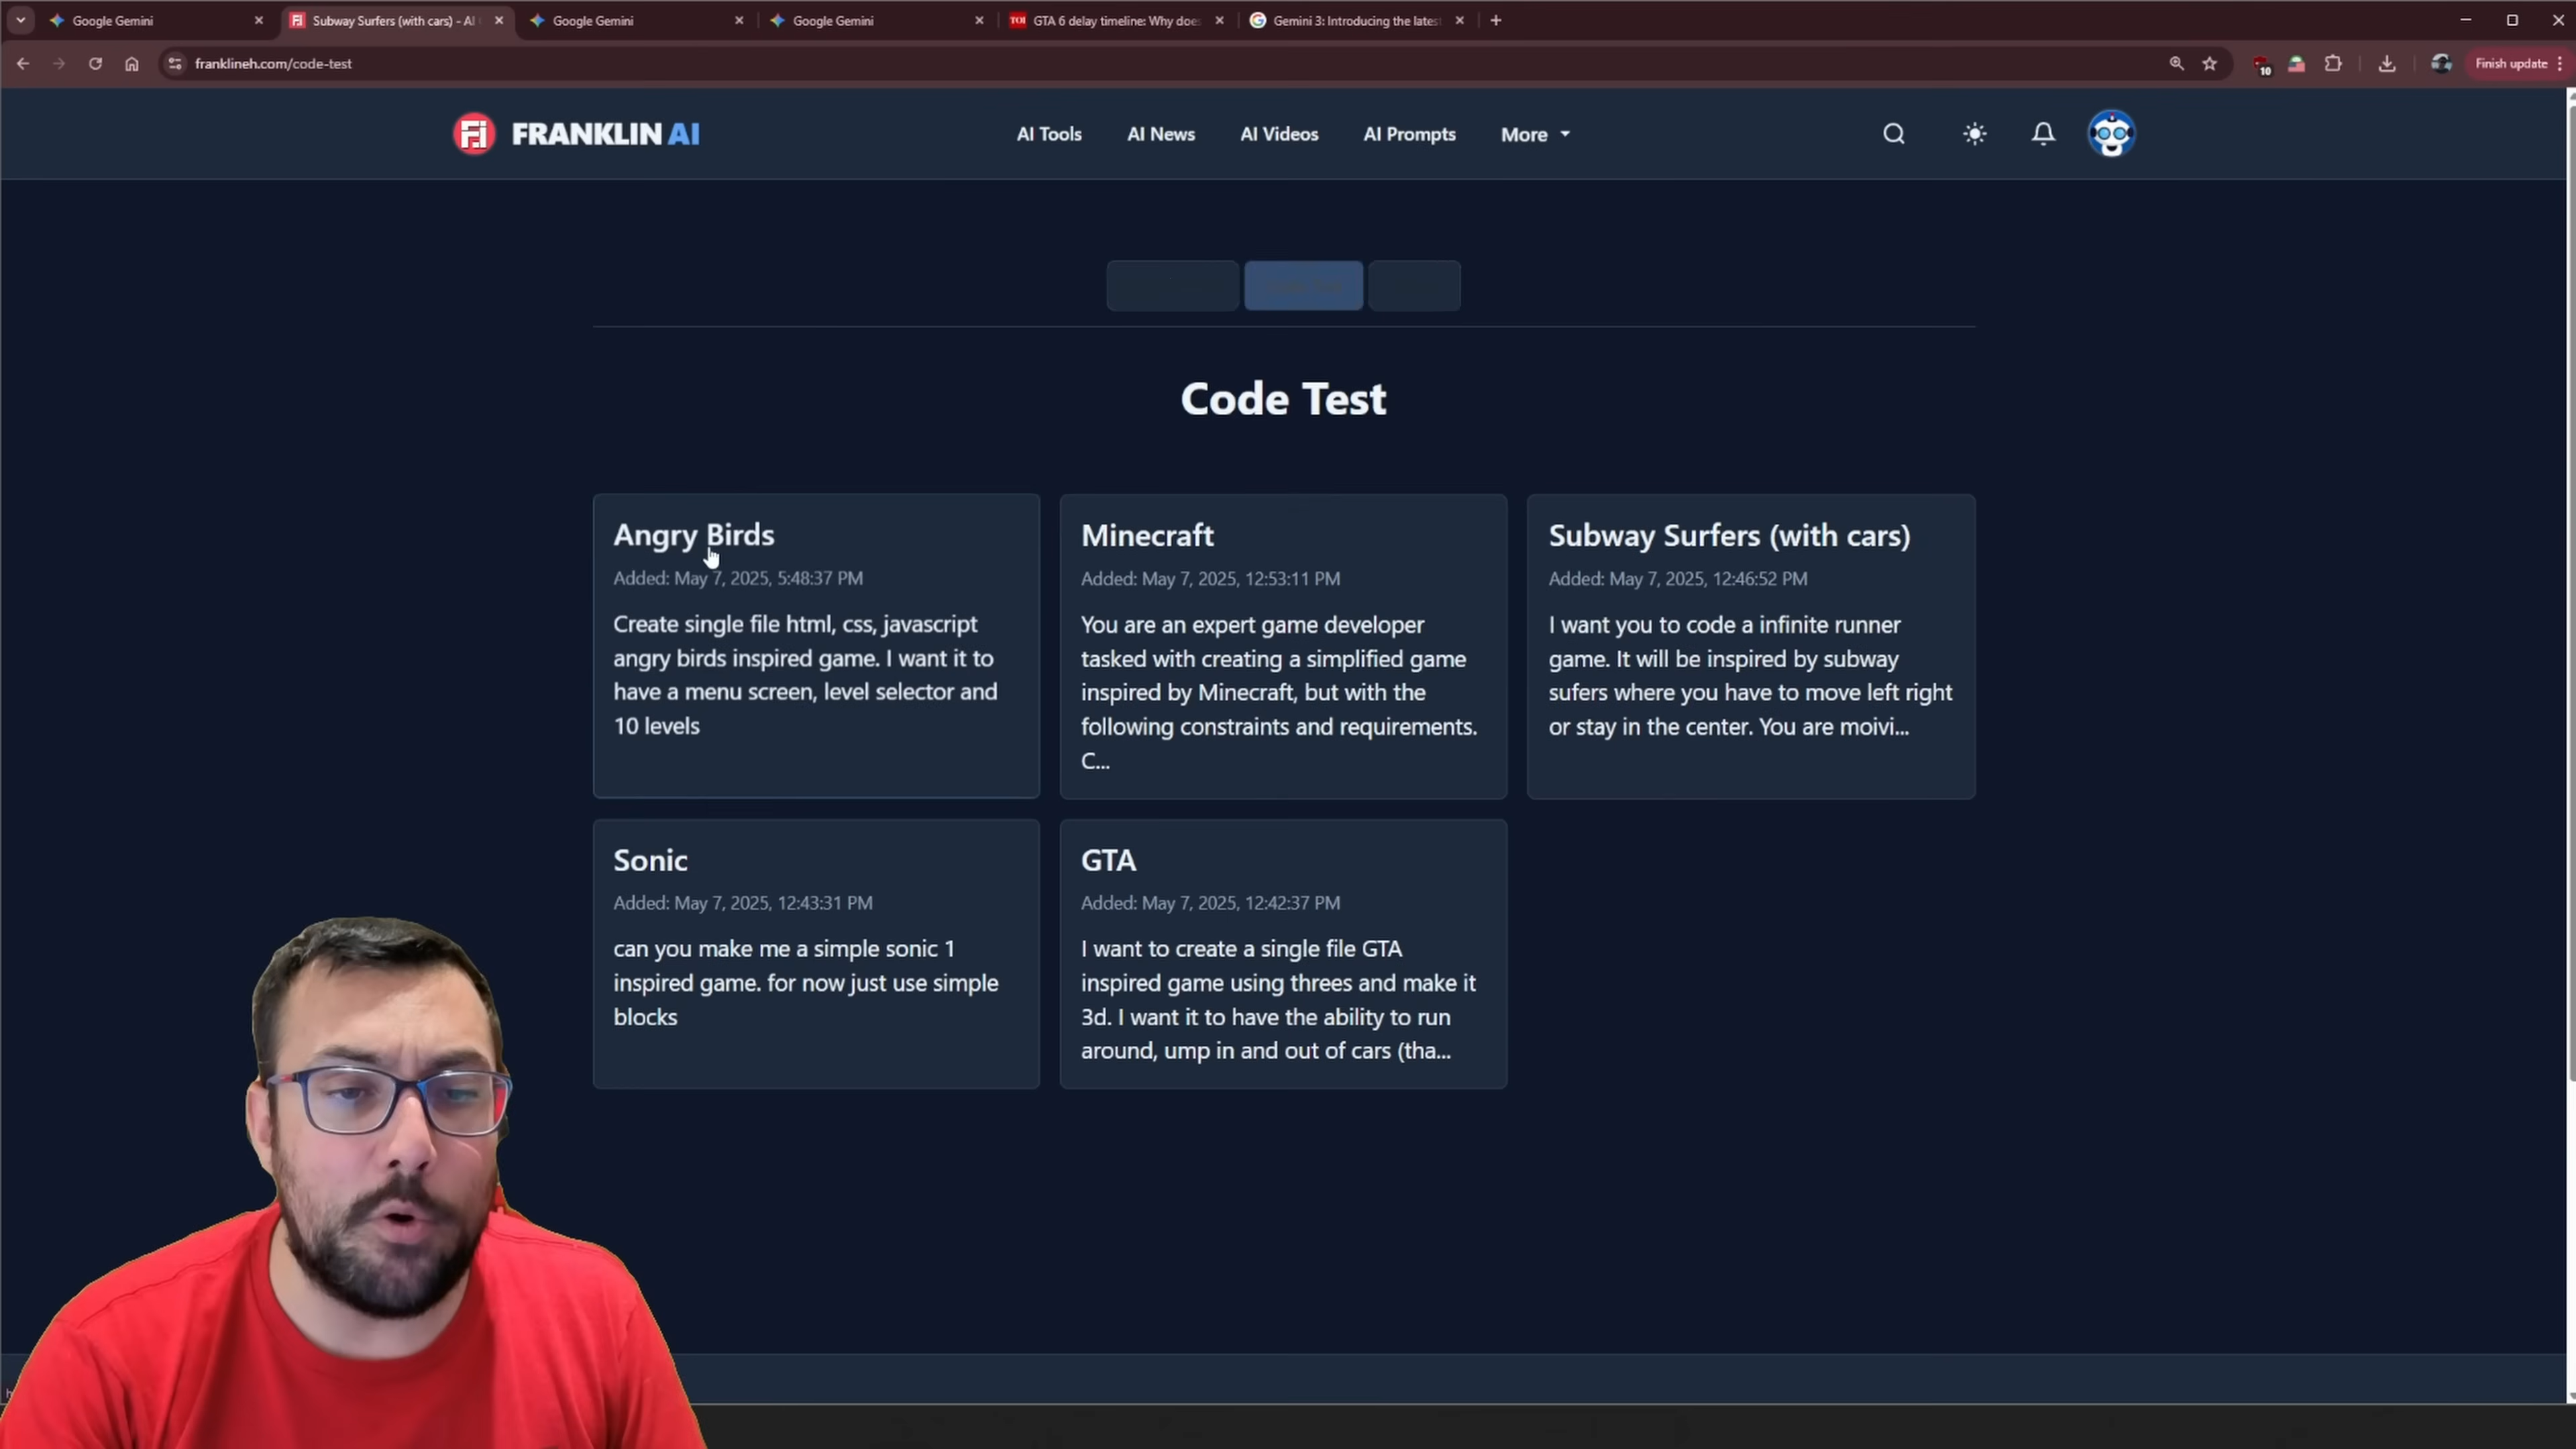 Google Gemini
Subway Surfers (with cars) - AI
Google Gemini
Google Gemini
TOI GTA 6 delay timeline: Why doe
Gemini 3: Introducing the lates
franklineh.com/code-test
10
Finish update
FRANKLIN AI
AI Tools
AI News
AI Videos
AI Prompts
More
Code Test
Angry Birds
Added: May 7, 2025, 5:48:37 PM
Create single file html, css, javascript
angry birds inspired game. I want it to
have a menu screen, level selector and
10 levels
Minecraft
Added: May 7, 2025, 12:53:11 PM
You are an expert game developer
tasked with creating a simplified game
inspired by Minecraft, but with the
following constraints and requirements.
C...
Subway Surfers (with cars)
Added: May 7, 2025, 12:46:52 PM
I want you to code a infinite runner
game. It will be inspired by subway
sufers where you have to move left right
or stay in the center. You are moivi...
Sonic
Added: May 7, 2025, 12:43:31 PM
can you make me a simple sonic 1
inspired game. for now just use simple
blocks
GTA
Added: May 7, 2025, 12:42:37 PM
I want to create a single file GTA
inspired game using threes and make it
3d. I want it to have the ability to run
around, ump in and out of cars (tha...